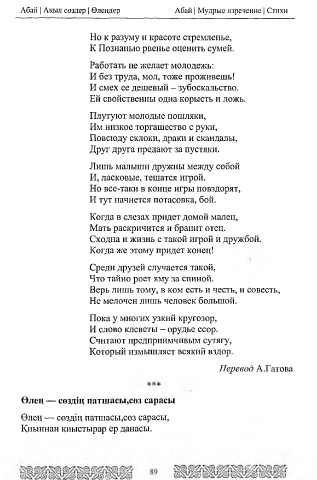 Абай | Ақыл сөздер | Өлеңдер
Абай | Мудрые изречение | Стихи
Но к разуму и красоте стремленье,
К Познанью рвенье оценить сумей.
Работать не желает молодежь:
И без труда, мол, тоже проживешь!
И смех ее дешевый – зубоскальство.
Ей свойственны одна корысть и ложь.
Плутуют молодые пошляки,
Им низкое торгашество с руки,
Повсюду склоки, драки и скандалы,
Друг друга предают за пустяки.
Лишь малыши дружны между собой
И, ласковые, тешатся игрой.
Но все-таки в конце игры повздорят,
И тут начнется потасовка, бой.
Когда в слезах придет домой малец,
Мать раскричится и бранит отец.
Сходна и жизнь с такой игрой и дружбой.
Когда же этому придет конец!
Среди друзей случается такой,
Что тайно роет яму за спиной.
Верь лишь тому, в ком есть и честь, и совесть,
Не мелочен лишь человек большой.
Пока у многих узкий кругозор,
И слово клеветы – орудье ссор.
Считают предприимчивым сутягу,
Который измышляет всякий вздор.
Перевод А.Гатова
***
Өлең — сөздің патшасы,сөз сарасы
Өлең — сөздің патшасы,сөз сарасы,
Қиыннан қиыстырар ер данасы.
89